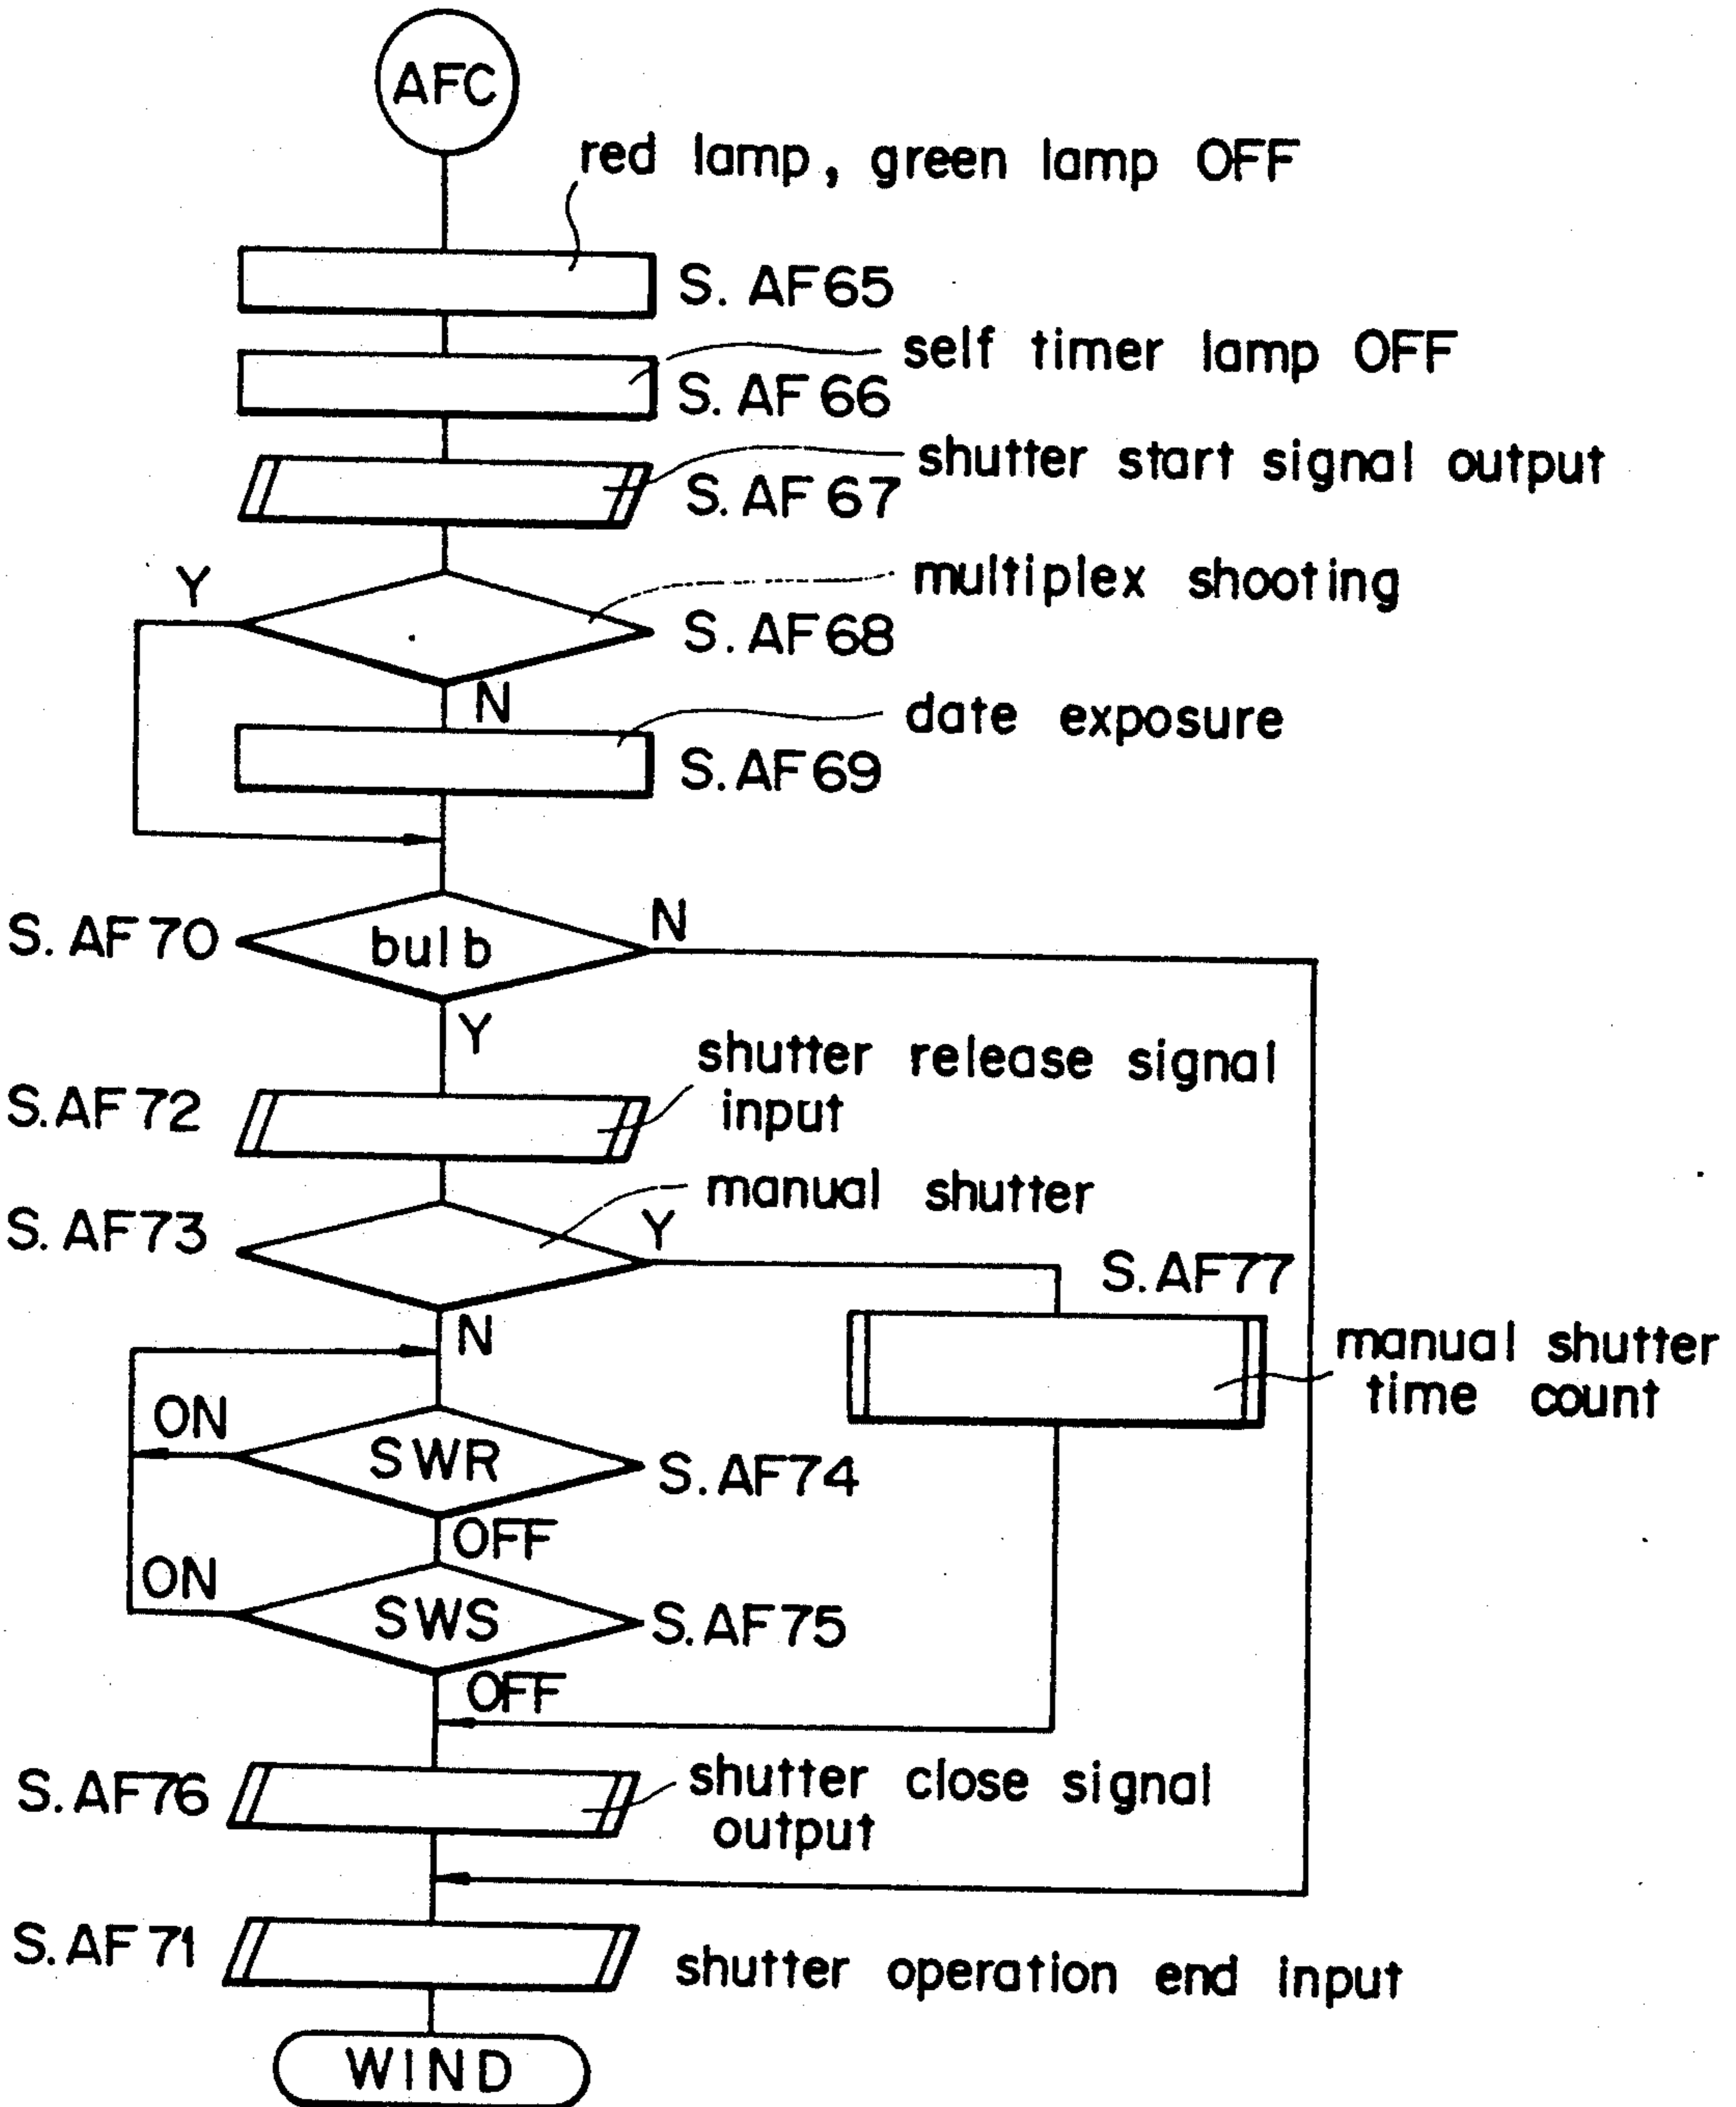 AFC
red lamp, green lamp OFF
S. AF65
self timer lamp OFF
S. AF66
shutter start signal output
S. AF67
Y
multiplex shooting
S. AF68
N
date exposure
S. AF69
S. AF70
bulb
N
Y
shutter release signal
input
S.AF72
manual shutter
S. AF73
Y
S. AF77
N
manual shutter
time count
ON
SWR
S. AF74
OFF
ON
SWS
S. AF75
OFF
S. AF76
shutter close signal
output
S. AF71
shutter operation end input
WIND